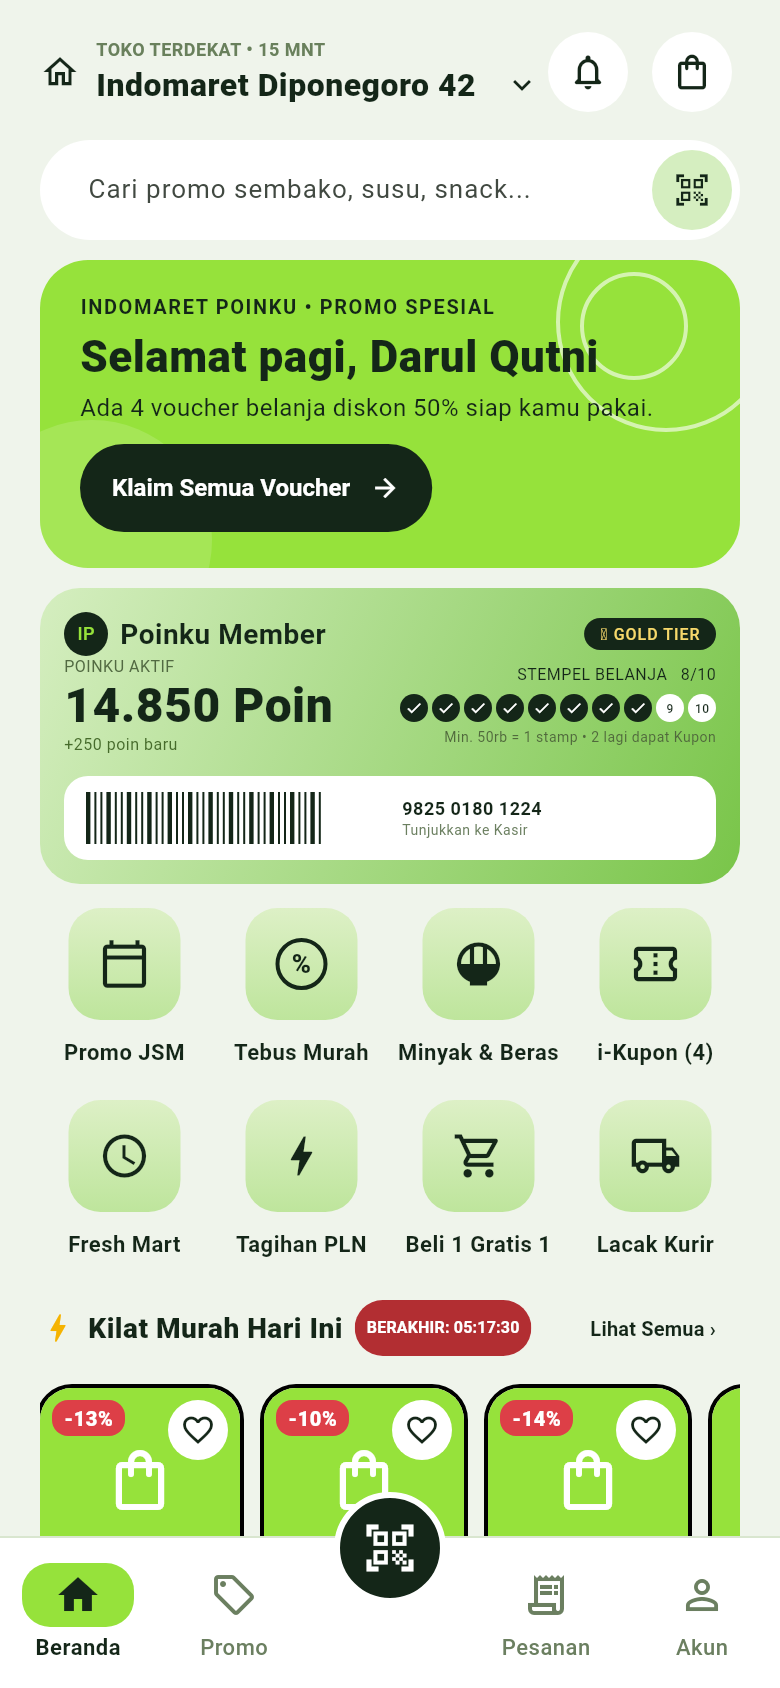 TOKO TERDEKAT • 15 MNT
Indomaret Diponegoro 42
Cari promo sembako, susu, snack...
INDOMARET POINKU • PROMO SPESIAL
Selamat pagi, Darul Qutni
Ada 4 voucher belanja diskon 50% siap kamu pakai.
Klaim Semua Voucher
IP Poinku Member
GOLD TIER
POINKU AKTIF
14.850 Poin
+250 poin baru
STEMPEL BELANJA 8/10
9 10
Min. 50rb = 1 stamp • 2 lagi dapat Kupon
9825 0180 1224
Tunjukkan ke Kasir
%
Promo JSM Tebus Murah Minyak & Beras i-Kupon (4)
Fresh Mart Tagihan PLN Beli 1 Gratis 1 Lacak Kurir
Kilat Murah Hari Ini BERAKHIR: 05:17:30 Lihat Semua ›
-13% -10% -14%
Beranda Promo Pesanan Akun